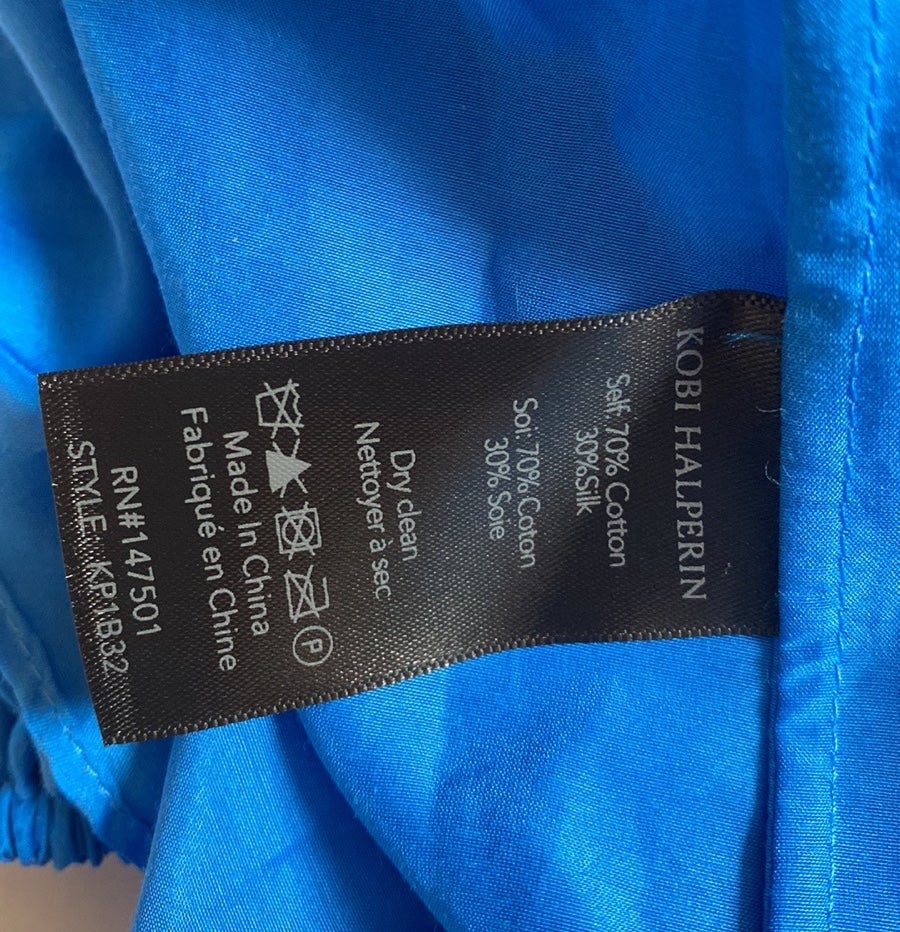 KOBI HALPERIN
Self: 70% Cotton
30%Silk
Soi: 70% Coton
30% Soie
Dry clean
Nettoyer à sec
P
Made In China
Fabriqué en Chine
RN#147501
STYLE: KP1B32